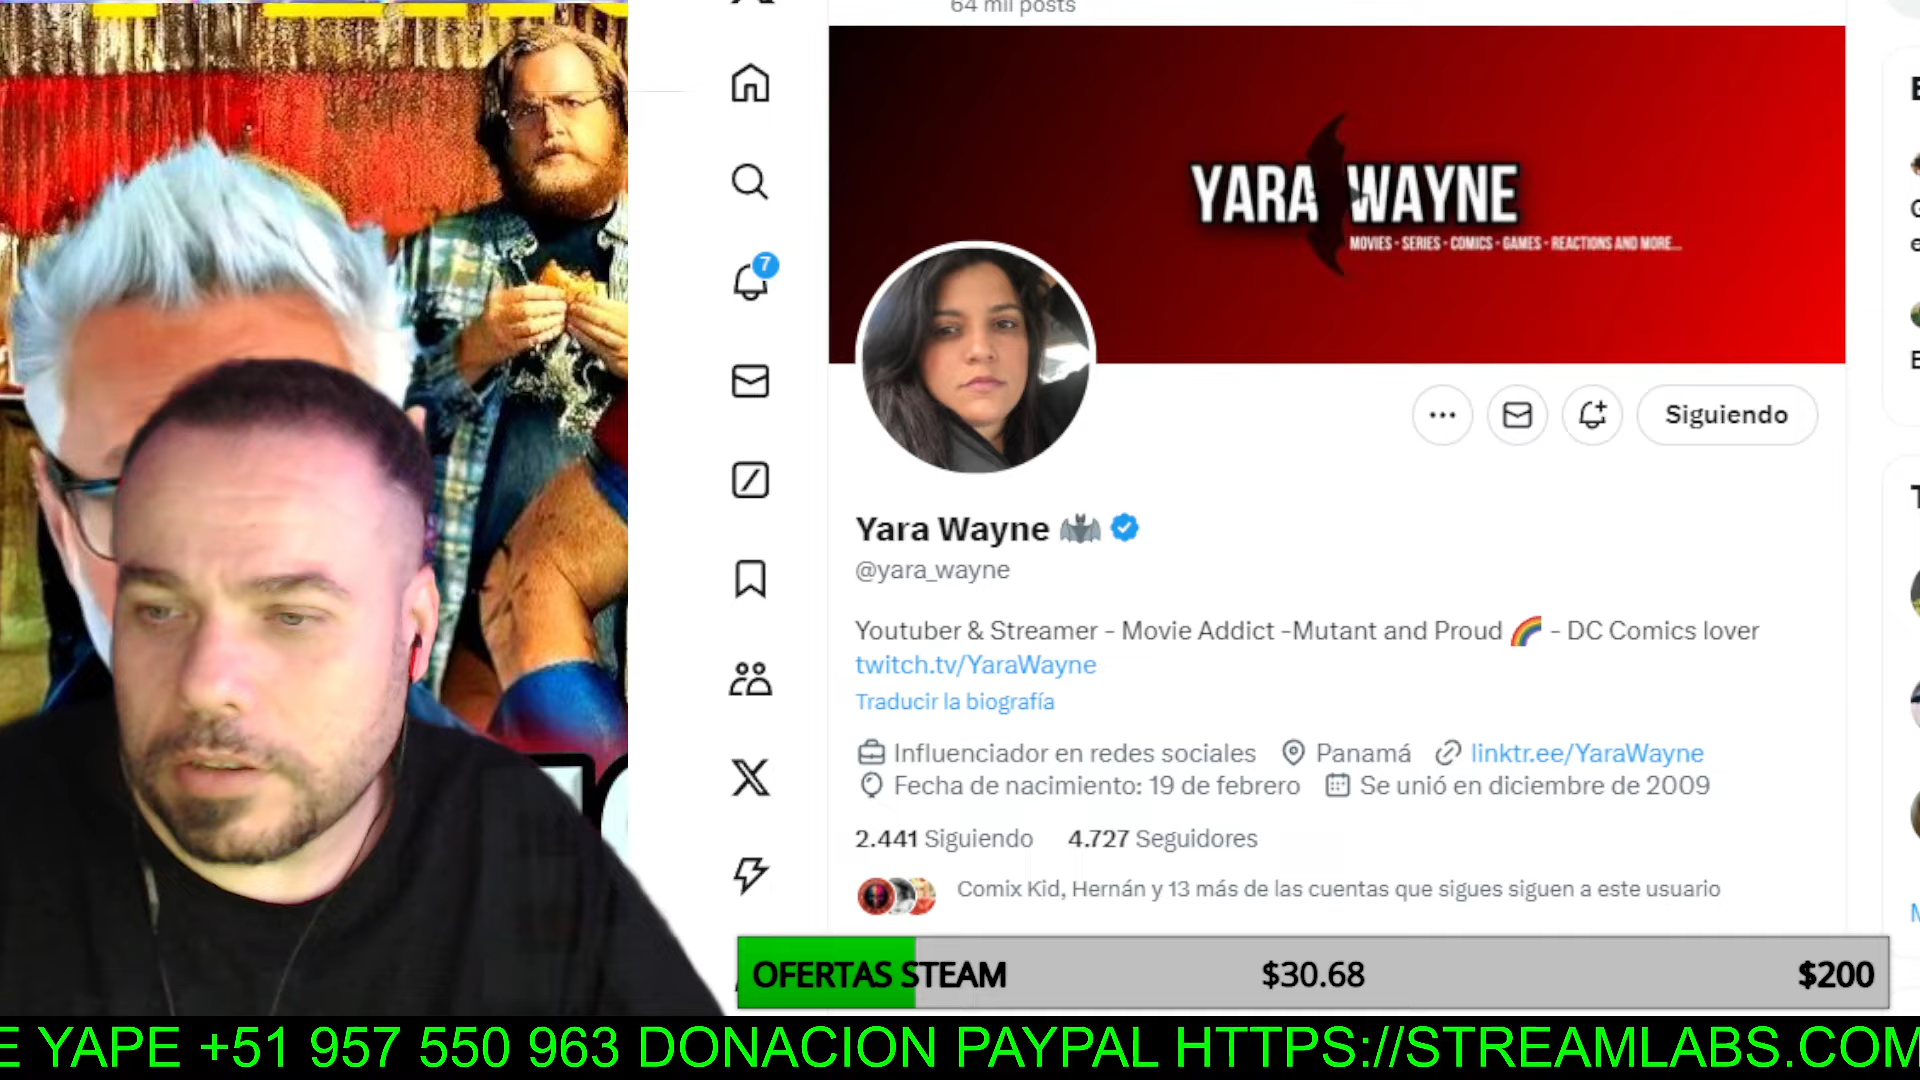 64 mil posts
YARA WAYNE
MOVIES - SERIES - COMICS - GAMES - REACTIONS AND MORE...
7
Siguiendo
Yara Wayne
@yara_wayne
Youtuber & Streamer - Movie Addict -Mutant and Proud 🌈 - DC Comics lover
twitch.tv/YaraWayne
Traducir la biografía
Influenciador en redes sociales Panamá linktr.ee/YaraWayne
Fecha de nacimiento: 19 de febrero Se unió en diciembre de 2009
2.441 Siguiendo 4.727 Seguidores
Comix Kid, Hernán y 13 más de las cuentas que sigues siguen a este usuario
OFERTAS STEAM $30.68 $200
E YAPE +51 957 550 963 DONACION PAYPAL HTTPS://STREAMLABS.COM